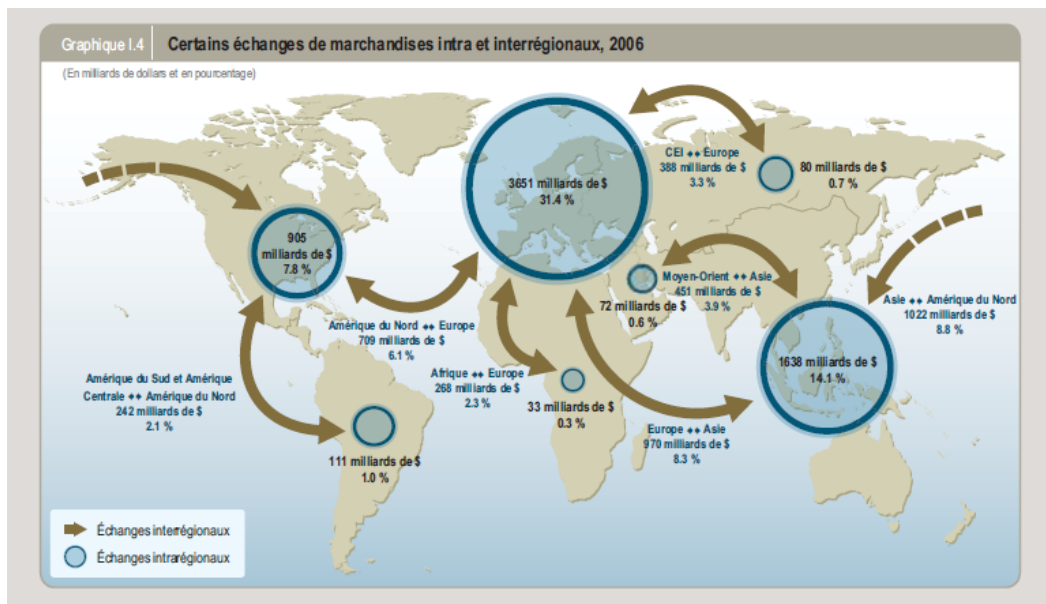 Graphique I.4 Certains échanges de marchandises intra et interrégionaux, 2006
(En milliards de dollars et en pourcentage)
3651 milliards de $
31.4 %
CEI ↔ Europe
388 milliards de $
3.3 %
80 milliards de $
0.7 %
905
milliards de $
7.8 %
Moyen-Orient ↔ Asie
451 milliards de $
3.9 %
72 milliards de $
0.6 %
Asie ↔ Amérique du Nord
1022 milliards de $
8.8 %
Amérique du Nord ↔ Europe
709 milliards de $
6.1 %
1638 milliards de $
14.1 %
Afrique ↔ Europe
268 milliards de $
2.3 %
33 milliards de $
0.3 %
Amérique du Sud et Amérique
Centrale ↔ Amérique du Nord
242 milliards de $
2.1 %
Europe ↔ Asie
970 milliards de $
8.3 %
111 milliards de $
1.0 %
Échanges interrégionaux
Échanges intrarégionaux